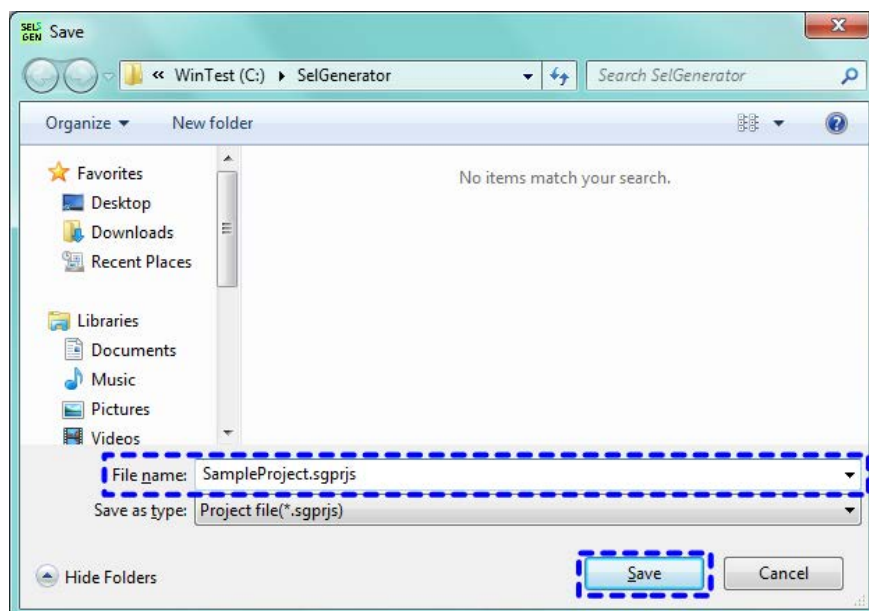 SEL
GEN Save
« WinTest (C:) ▸ SelGenerator
Search SelGenerator
Organize New folder
Favorites
Desktop
Downloads
Recent Places
Libraries
Documents
Music
Pictures
Videos
No items match your search.
File name: SampleProject.sgprjs
Save as type: Project file(*.sgprjs)
Hide Folders
Save
Cancel